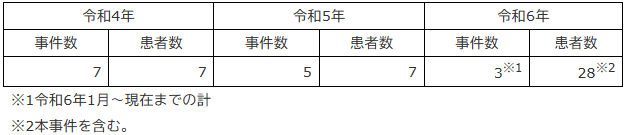 令和4年 令和5年 令和6年
事件数 患者数 事件数 患者数 事件数 患者数
7 7 5 7 3※1 28※2
※1令和6年1月～現在までの計
※2本事件を含む。